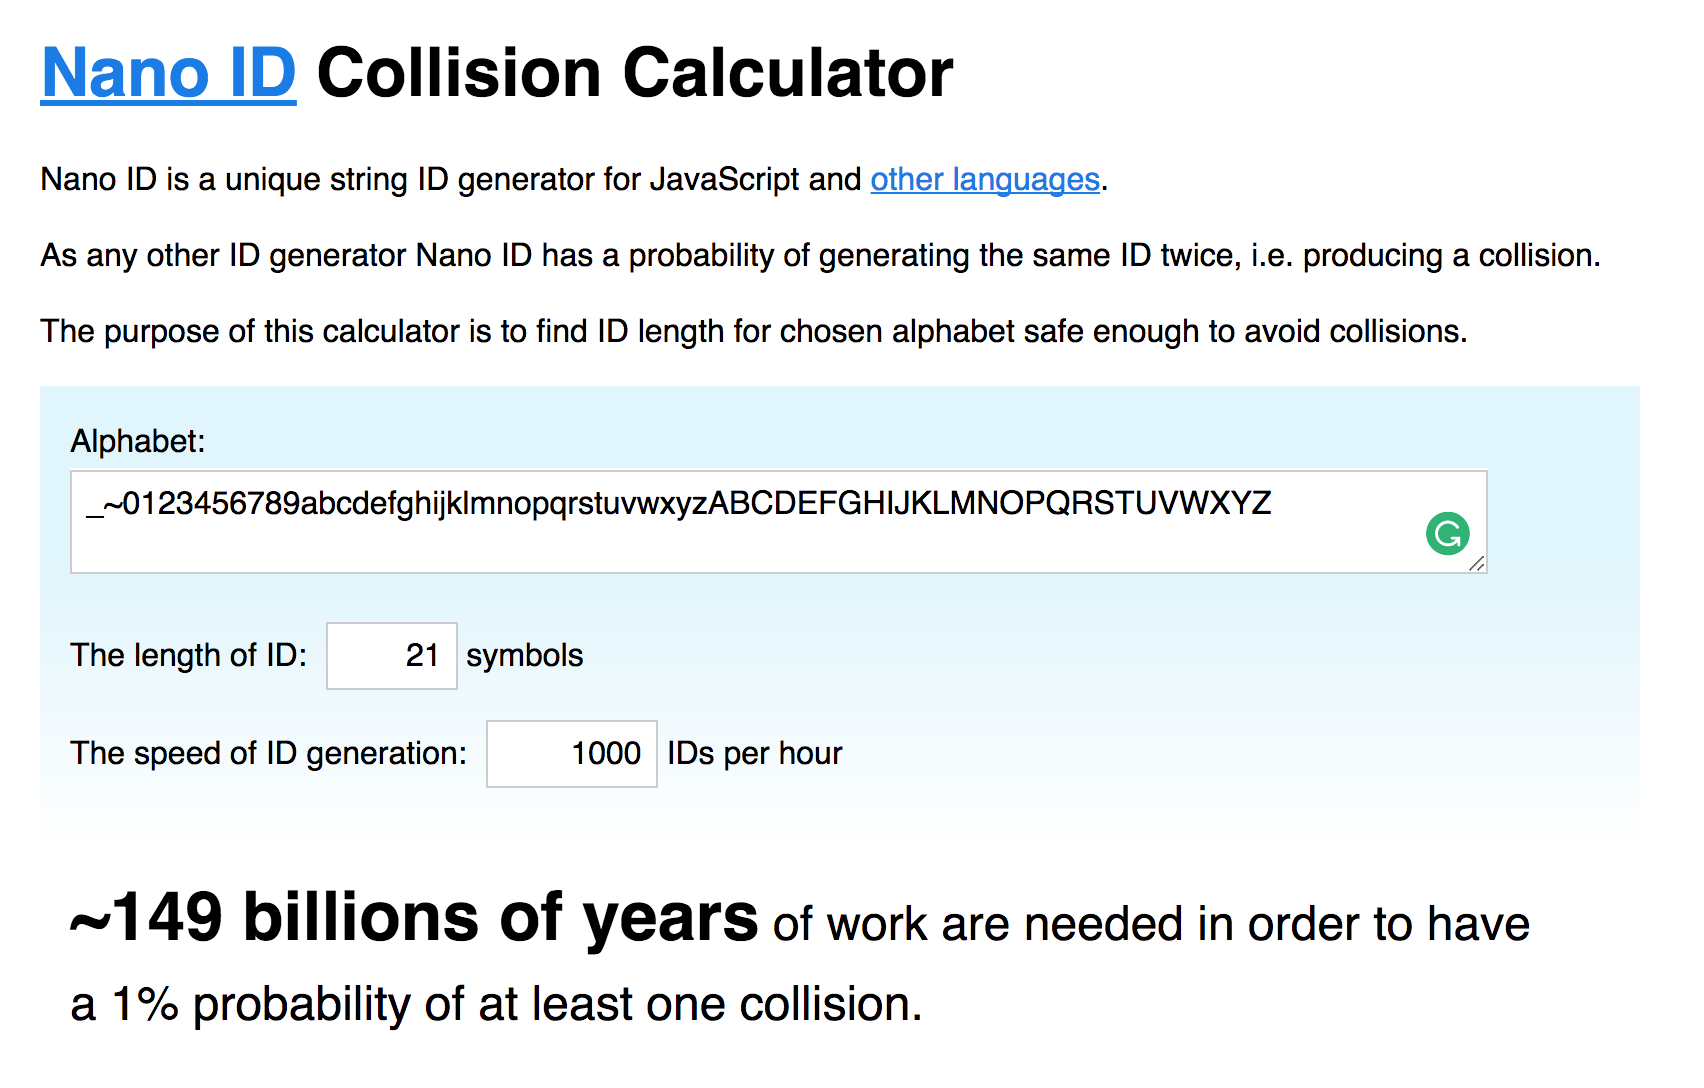 Nano ID Collision Calculator
Nano ID is a unique string ID generator for JavaScript and other languages.
As any other ID generator Nano ID has a probability of generating the same ID twice, i.e. producing a collision.
The purpose of this calculator is to find ID length for chosen alphabet safe enough to avoid collisions.
Alphabet:
_~0123456789abcdefghijklmnopqrstuvwxyzABCDEFGHIJKLMNOPQRSTUVWXYZ
The length of ID: 21 symbols
The speed of ID generation: 1000 IDs per hour
~149 billions of years of work are needed in order to have
a 1% probability of at least one collision.